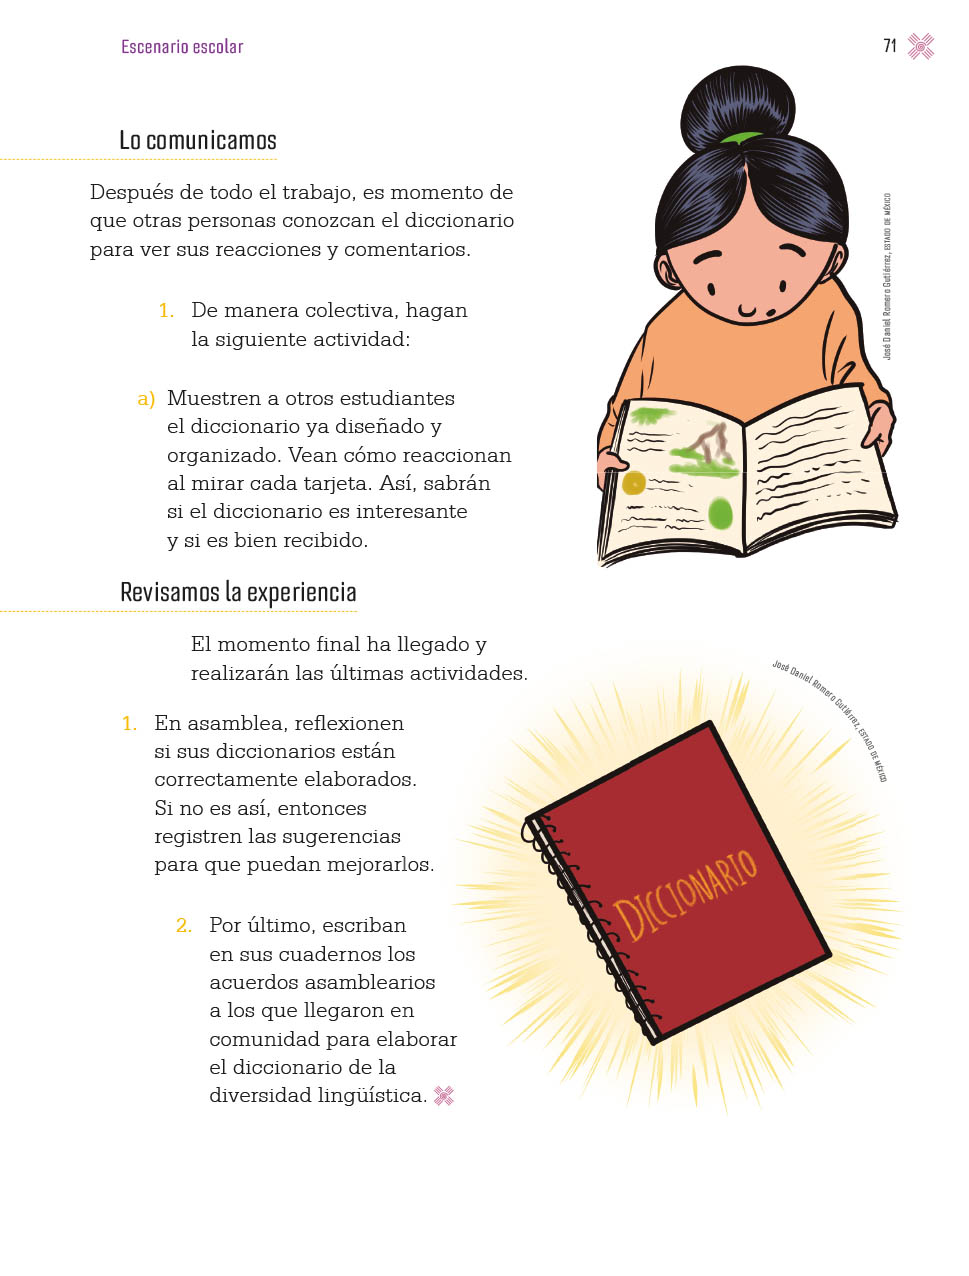 Escenario escolar
71
Lo comunicamos
Después de todo el trabajo, es momento de
que otras personas conozcan el diccionario
para ver sus reacciones y comentarios.
1. De manera colectiva, hagan
la siguiente actividad:
a) Muestren a otros estudiantes
el diccionario ya diseñado y
organizado. Vean cómo reaccionan
al mirar cada tarjeta. Así, sabrán
si el diccionario es interesante
y si es bien recibido.
José Daniel Romero Gutiérrez, ESTADO DE MÉXICO
Revisamos la experiencia
El momento final ha llegado y
realizarán las últimas actividades.
1. En asamblea, reflexionen
si sus diccionarios están
correctamente elaborados.
Si no es así, entonces
registren las sugerencias
para que puedan mejorarlos.
2. Por último, escriban
en sus cuadernos los
acuerdos asamblearios
a los que llegaron en
comunidad para elaborar
el diccionario de la
diversidad lingüística.
José Daniel Romero Gutiérrez, ESTADO DE MÉXICO
DICCIONARIO